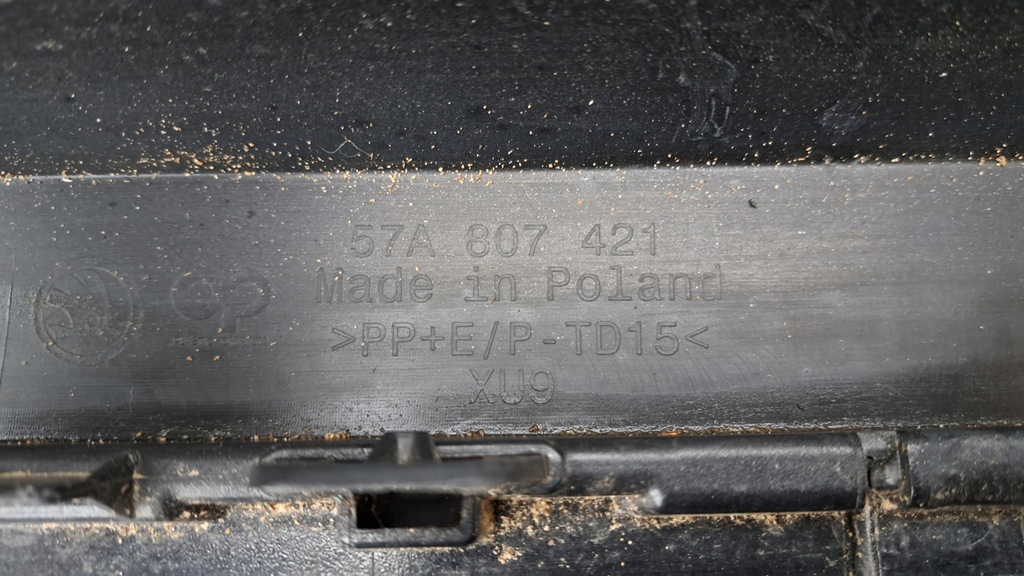 57A 807 421
Made in Poland
>PP+E/P-TD15<
XU9